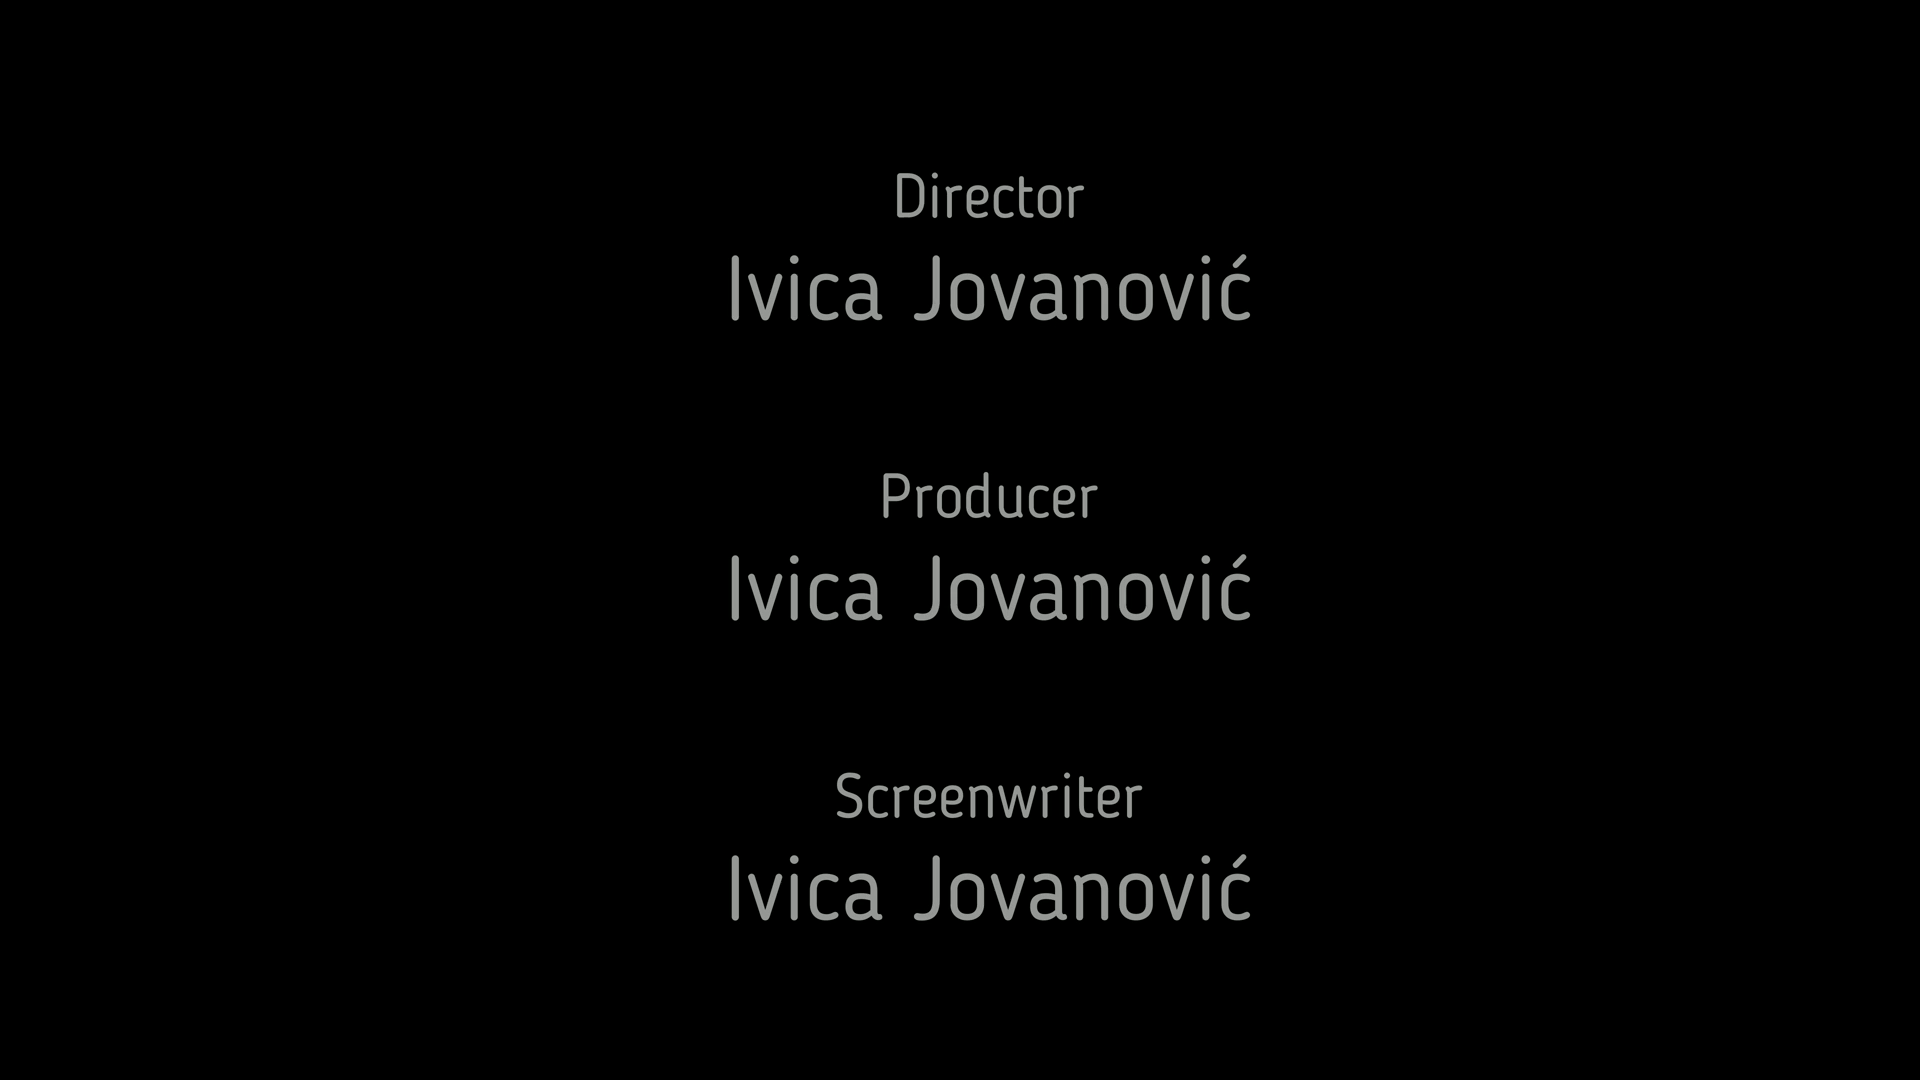 Director
Ivica Jovanović
Producer
Ivica Jovanović
Screenwriter
Ivica Jovanović